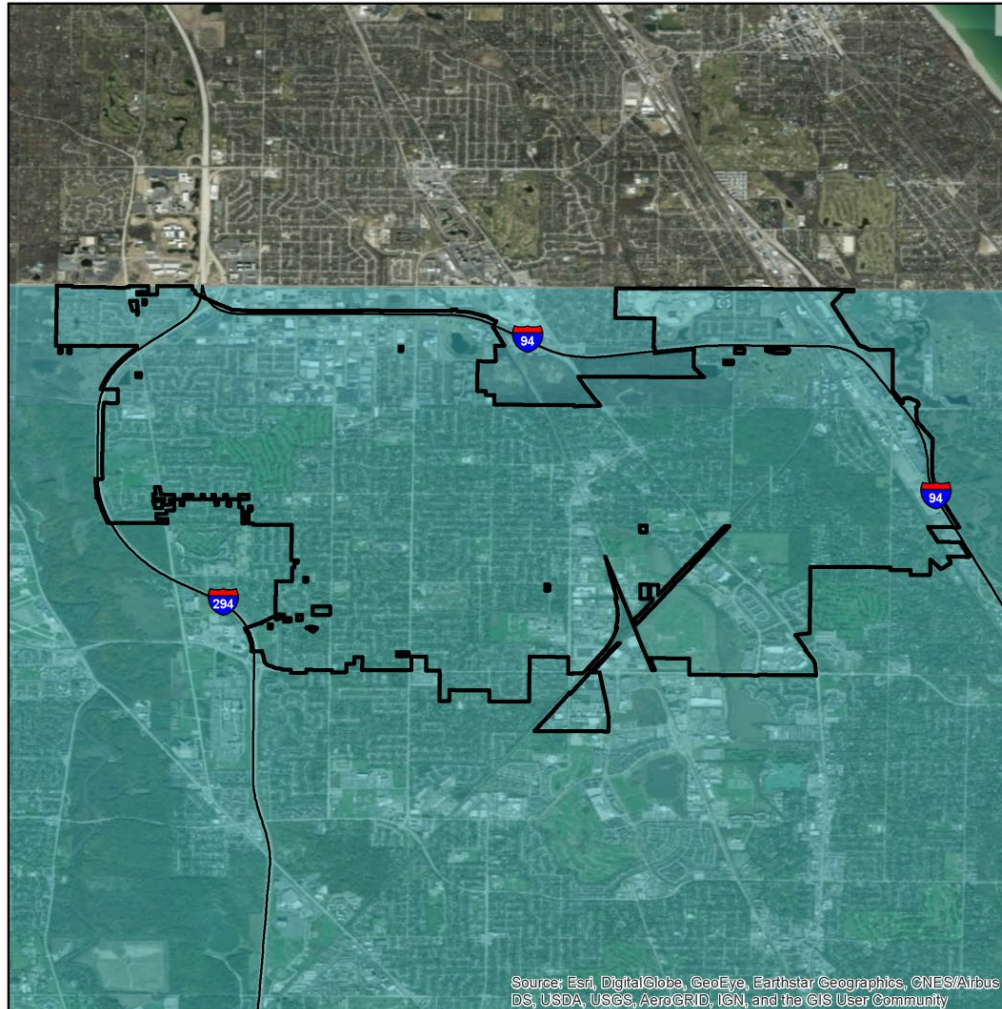 94
94
294
Source: Esri, DigitalGlobe, GeoEye, Earthstar Geographics, CNES/Airbus
DS, USDA, USGS, AeroGRID, IGN, and the GIS User Community